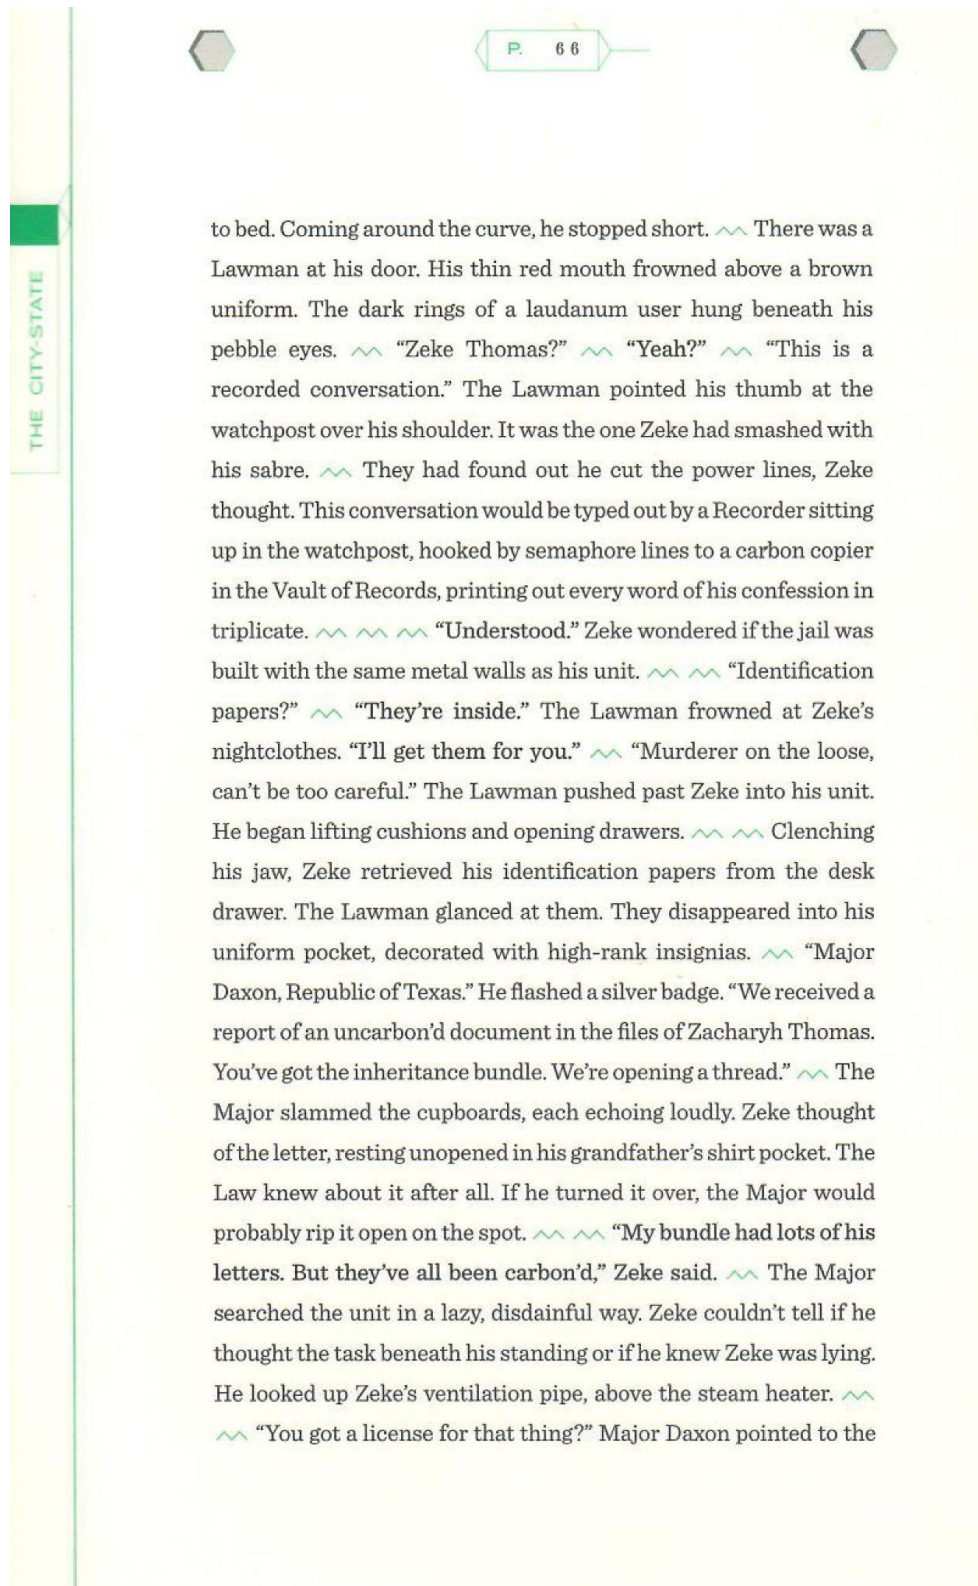 P. 66
THE CITY-STATE
to bed. Coming around the curve, he stopped short. There was a
Lawman at his door. His thin red mouth frowned above a brown
uniform. The dark rings of a laudanum user hung beneath his
pebble eyes. “Zeke Thomas?” “Yeah?” “This is a
recorded conversation.” The Lawman pointed his thumb at the
watchpost over his shoulder. It was the one Zeke had smashed with
his sabre. They had found out he cut the power lines, Zeke
thought. This conversation would be typed out by a Recorder sitting
up in the watchpost, hooked by semaphore lines to a carbon copier
in the Vault of Records, printing out every word of his confession in
triplicate. “Understood.” Zeke wondered if the jail was
built with the same metal walls as his unit. “Identification
papers?” “They’re inside.” The Lawman frowned at Zeke’s
nightclothes. “I’ll get them for you.” “Murderer on the loose,
can’t be too careful.” The Lawman pushed past Zeke into his unit.
He began lifting cushions and opening drawers. Clenching
his jaw, Zeke retrieved his identification papers from the desk
drawer. The Lawman glanced at them. They disappeared into his
uniform pocket, decorated with high-rank insignias. “Major
Daxon, Republic of Texas.” He flashed a silver badge. “We received a
report of an uncarbon’d document in the files of Zacharyh Thomas.
You’ve got the inheritance bundle. We’re opening a thread.” The
Major slammed the cupboards, each echoing loudly. Zeke thought
of the letter, resting unopened in his grandfather’s shirt pocket. The
Law knew about it after all. If he turned it over, the Major would
probably rip it open on the spot. “My bundle had lots of his
letters. But they’ve all been carbon’d,” Zeke said. The Major
searched the unit in a lazy, disdainful way. Zeke couldn’t tell if he
thought the task beneath his standing or if he knew Zeke was lying.
He looked up Zeke’s ventilation pipe, above the steam heater.
“You got a license for that thing?” Major Daxon pointed to the